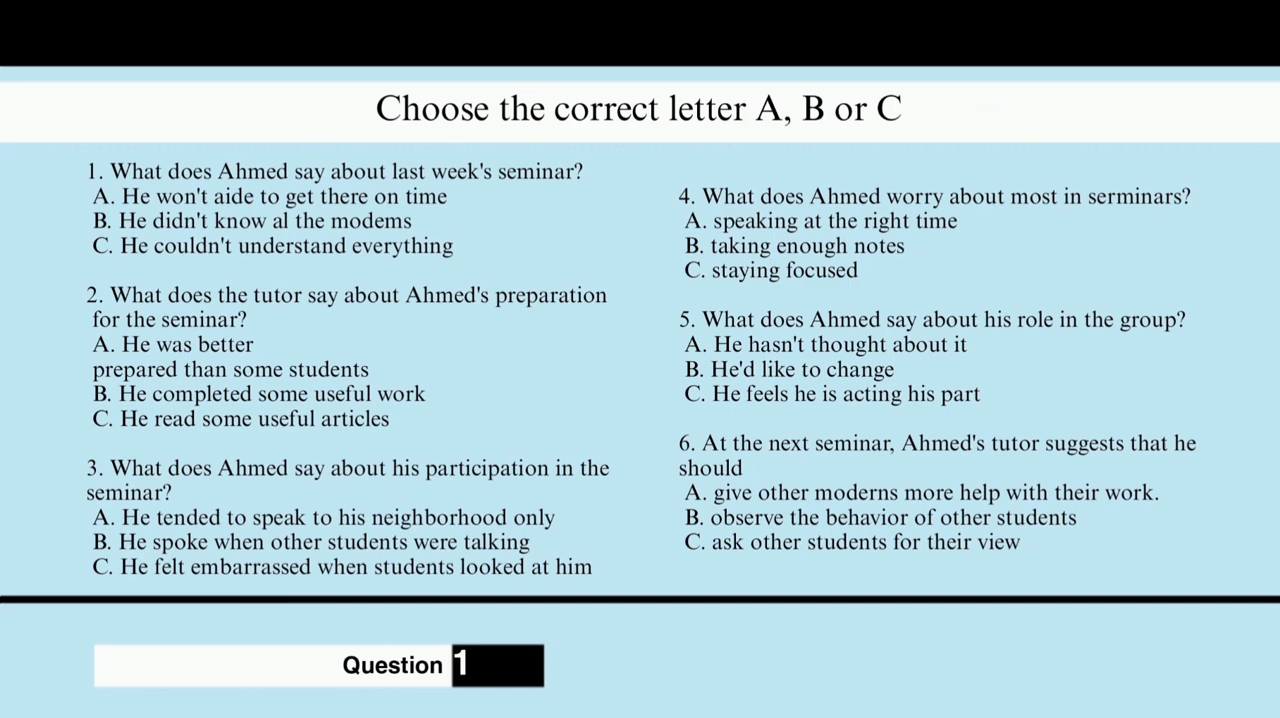 Choose the correct letter A, B or C
1. What does Ahmed say about last week's seminar?
A. He won't aide to get there on time
B. He didn't know al the modems
C. He couldn't understand everything
2. What does the tutor say about Ahmed's preparation
for the seminar?
A. He was better
prepared than some students
B. He completed some useful work
C. He read some useful articles
3. What does Ahmed say about his participation in the
seminar?
A. He tended to speak to his neighborhood only
B. He spoke when other students were talking
C. He felt embarrassed when students looked at him
4. What does Ahmed worry about most in serminars?
A. speaking at the right time
B. taking enough notes
C. staying focused
5. What does Ahmed say about his role in the group?
A. He hasn't thought about it
B. He'd like to change
C. He feels he is acting his part
6. At the next seminar, Ahmed's tutor suggests that he
should
A. give other moderns more help with their work.
B. observe the behavior of other students
C. ask other students for their view
Question 1